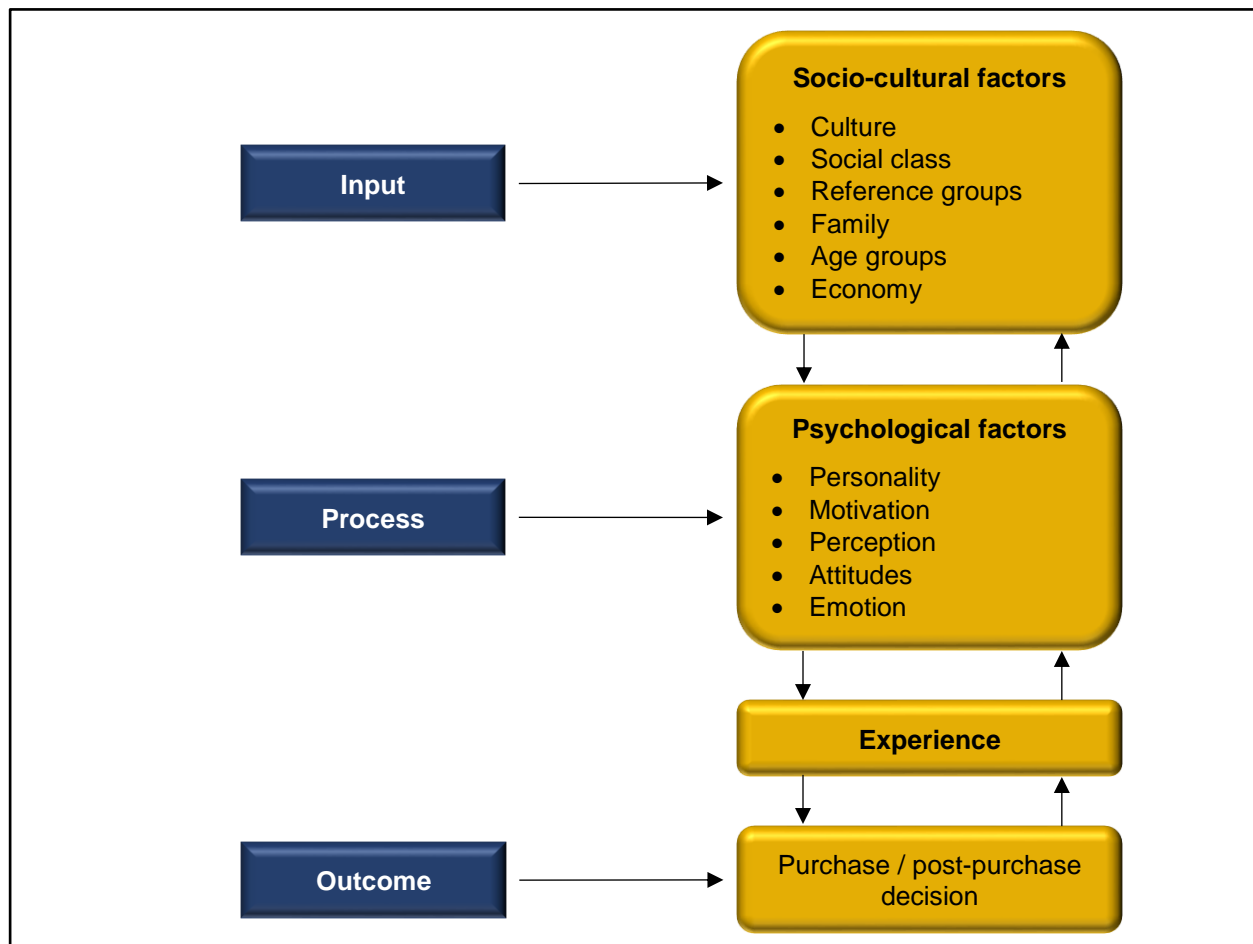 Socio-cultural factors
• Culture
• Social class
Input
• Reference groups
• Family
• Age groups
• Economy
Psychological factors
• Personality
• Motivation
Process
• Perception
• Attitudes
• Emotion
Experience
Outcome
Purchase / post-purchase
decision